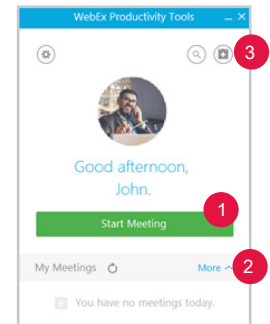 WebEx Productivity Tools
3
Good afternoon,
John.
1
Start Meeting
My Meetings
More
2
You have no meetings today.